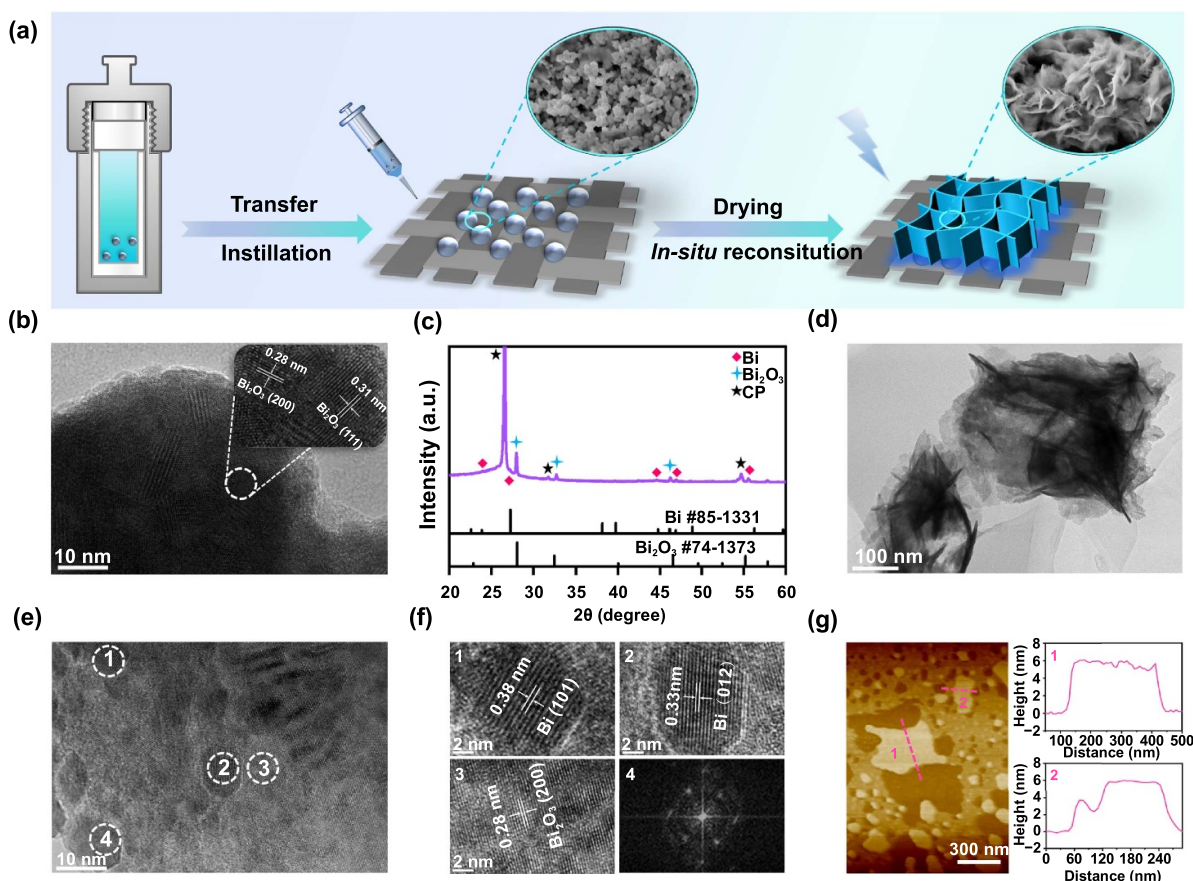 (a)
Transfer
Instillation
Drying
In-situ reconsitution
(b)
0.28 nm
Bi₂O₃ (200)
0.31 nm
Bi₂O₃ (111)
10 nm
(c)
Intensity (a.u.)
Bi
Bi₂O₃
CP
Bi #85-1331
Bi₂O₃ #74-1373
20 25 30 35 40 45 50 55 60
2θ (degree)
(d)
100 nm
(e)
1
2
3
4
10 nm
(f)
1
0.38 nm
Bi (101)
2 nm
2
0.33nm
Bi (012)
2 nm
3
0.28 nm
Bi₂O₃ (200)
2 nm
4
(g)
1
2
300 nm
1
Height (nm)
8
6
4
2
0
−2
100 200 300 400 500
Distance (nm)
2
Height (nm)
8
6
4
2
0
−2
0 60 120 180 240
Distance (nm)